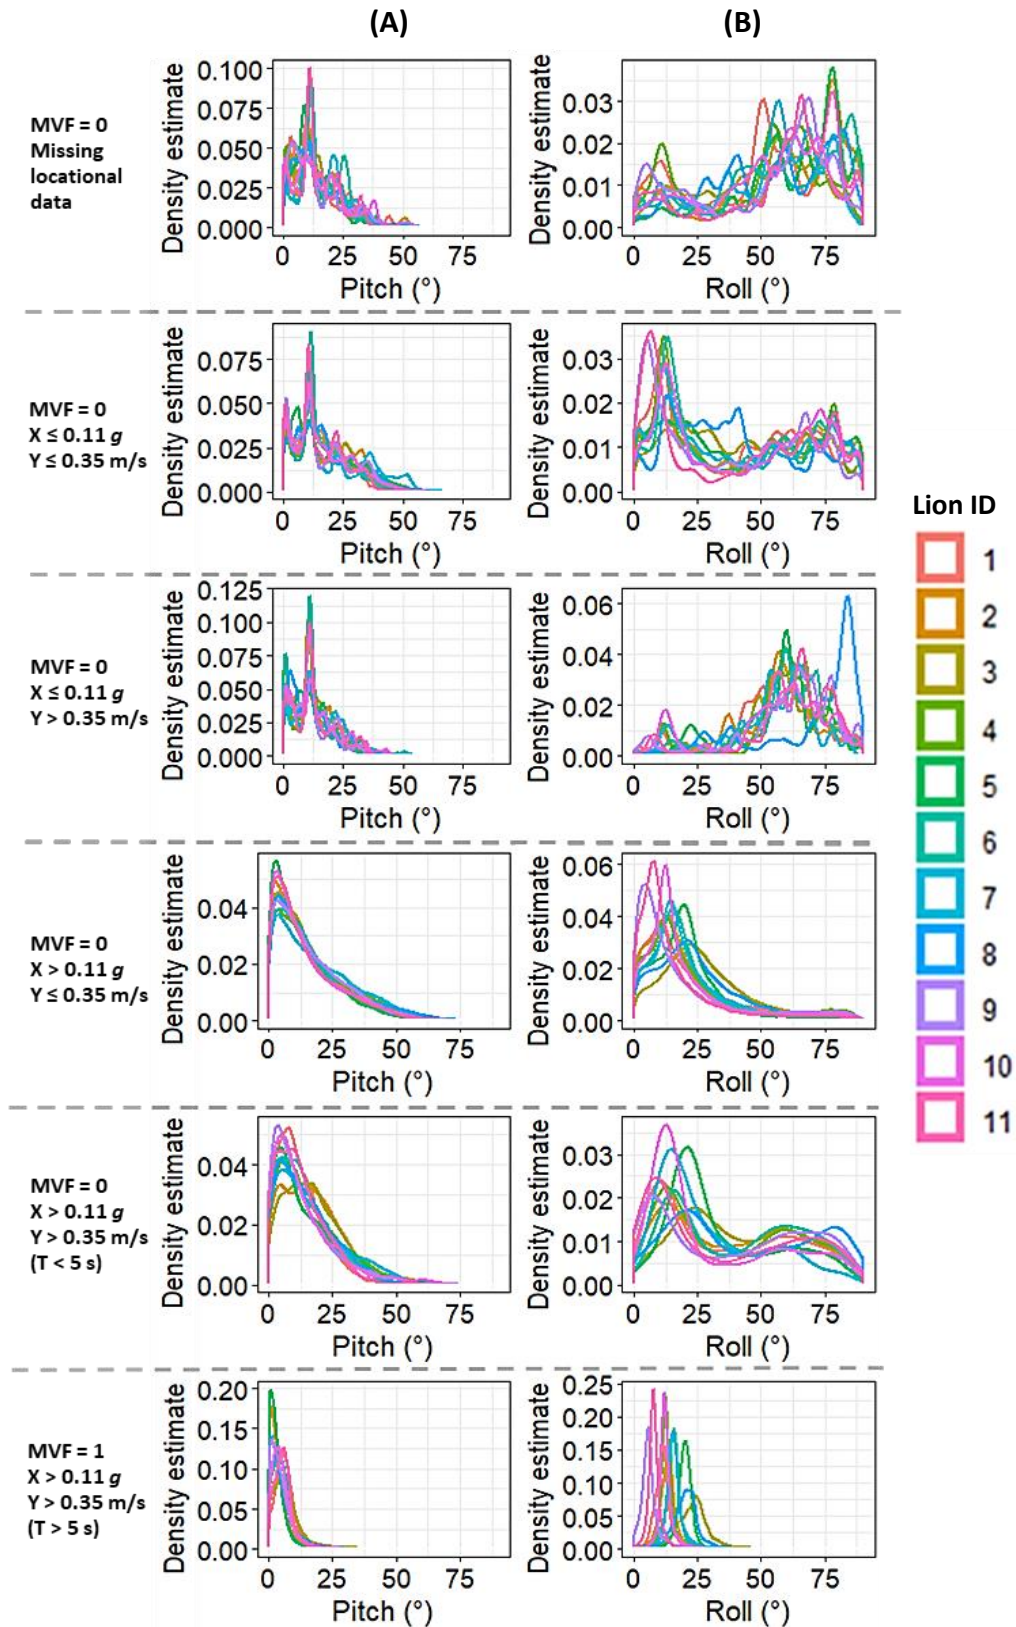 (A)
(B)
MVF = 0
Missing
locational
data
Density estimate
0.100
0.075
0.050
0.025
0.000
0
25
50
75
Pitch (°)
Density estimate
0.03
0.02
0.01
0.00
0
25
50
75
Roll (°)
MVF = 0
X ≤ 0.11 g
Y ≤ 0.35 m/s
Density estimate
0.075
0.050
0.025
0.000
0
25
50
75
Pitch (°)
Density estimate
0.03
0.02
0.01
0.00
0
25
50
75
Roll (°)
MVF = 0
X ≤ 0.11 g
Y > 0.35 m/s
Density estimate
0.125
0.100
0.075
0.050
0.025
0.000
0
25
50
75
Pitch (°)
Density estimate
0.06
0.04
0.02
0.00
0
25
50
75
Roll (°)
MVF = 0
X > 0.11 g
Y ≤ 0.35 m/s
Density estimate
0.04
0.02
0.00
0
25
50
75
Pitch (°)
Density estimate
0.06
0.04
0.02
0.00
0
25
50
75
Roll (°)
MVF = 0
X > 0.11 g
Y > 0.35 m/s
(T < 5 s)
Density estimate
0.04
0.02
0.00
0
25
50
75
Pitch (°)
Density estimate
0.03
0.02
0.01
0.00
0
25
50
75
Roll (°)
MVF = 1
X > 0.11 g
Y > 0.35 m/s
(T > 5 s)
Density estimate
0.20
0.15
0.10
0.05
0.00
0
25
50
75
Pitch (°)
Density estimate
0.25
0.20
0.15
0.10
0.05
0.00
0
25
50
75
Roll (°)
Lion ID
1
2
3
4
5
6
7
8
9
10
11